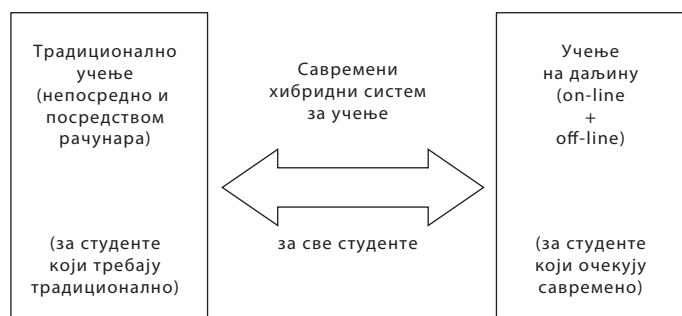 Традиционално
учење
(непосредно и
посредством
рачунара)
(за студенте
који требају
традиционално)
Савремени
хибридни систем
за учење
за све студенте
Учење
на даљину
(on-line
+
off-line)
(за студенте
који очекују
савремено)